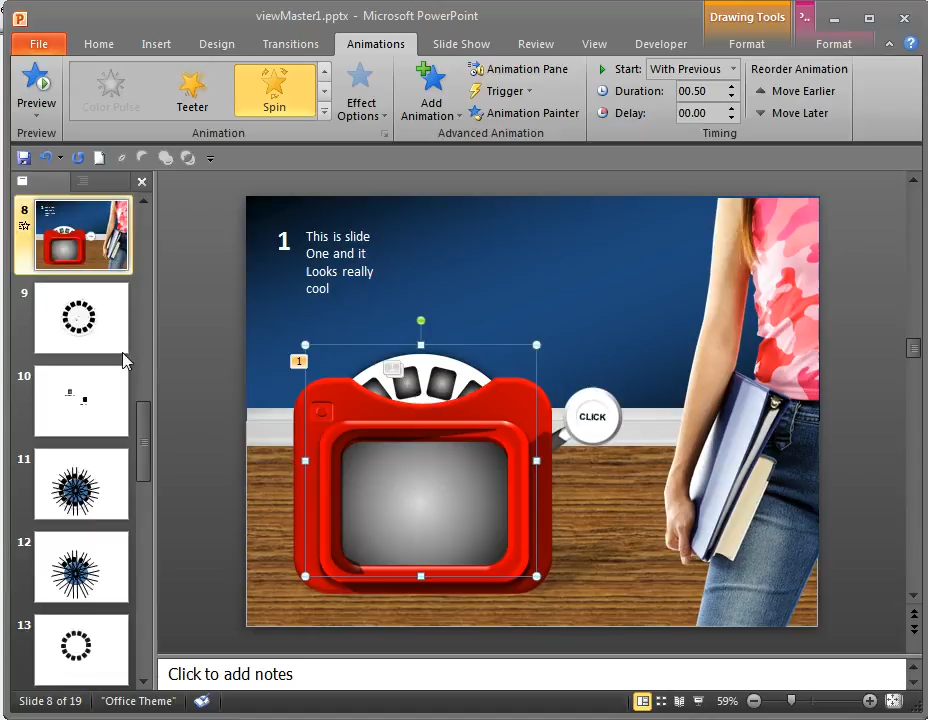 viewMaster1.pptx - Microsoft PowerPoint
Drawing Tools
File
Home
Insert
Design
Transitions
Animations
Slide Show
Review
View
Developer
Format
Format
Preview
Color Pulse
Teeter
Spin
Effect
Options
Add
Animation
Animation Pane
Trigger
Animation Painter
Start: With Previous
Duration: 00.50
Delay: 00.00
Reorder Animation
Move Earlier
Move Later
Preview
Animation
Advanced Animation
Timing
8
9
10
11
12
13
1
This is slide
One and it
Looks really
cool
1
CLICK
Click to add notes
Slide 8 of 19
"Office Theme"
59%